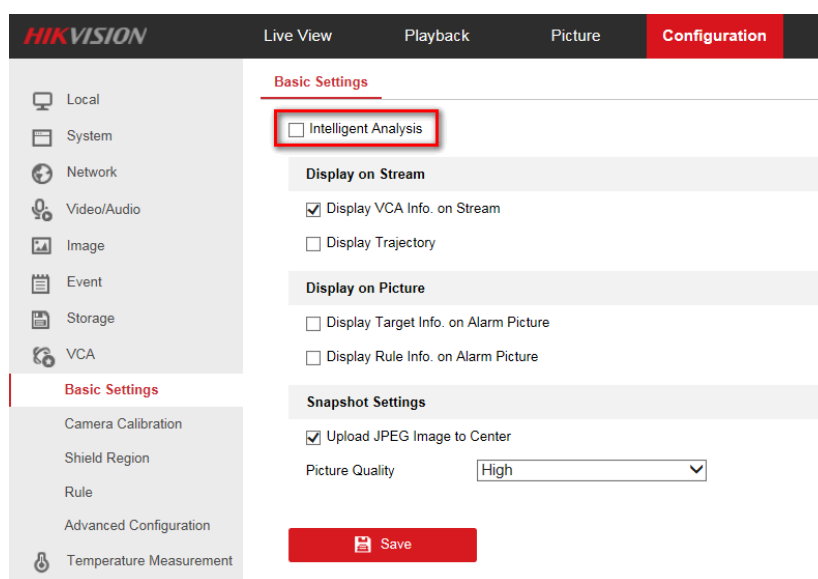 HIKVISION
Live View Playback Picture Configuration
Local
System
Network
Video/Audio
Image
Event
Storage
VCA
Basic Settings
Camera Calibration
Shield Region
Rule
Advanced Configuration
Temperature Measurement
Basic Settings
Intelligent Analysis
Display on Stream
Display VCA Info. on Stream
Display Trajectory
Display on Picture
Display Target Info. on Alarm Picture
Display Rule Info. on Alarm Picture
Snapshot Settings
Upload JPEG Image to Center
Picture Quality High
Save